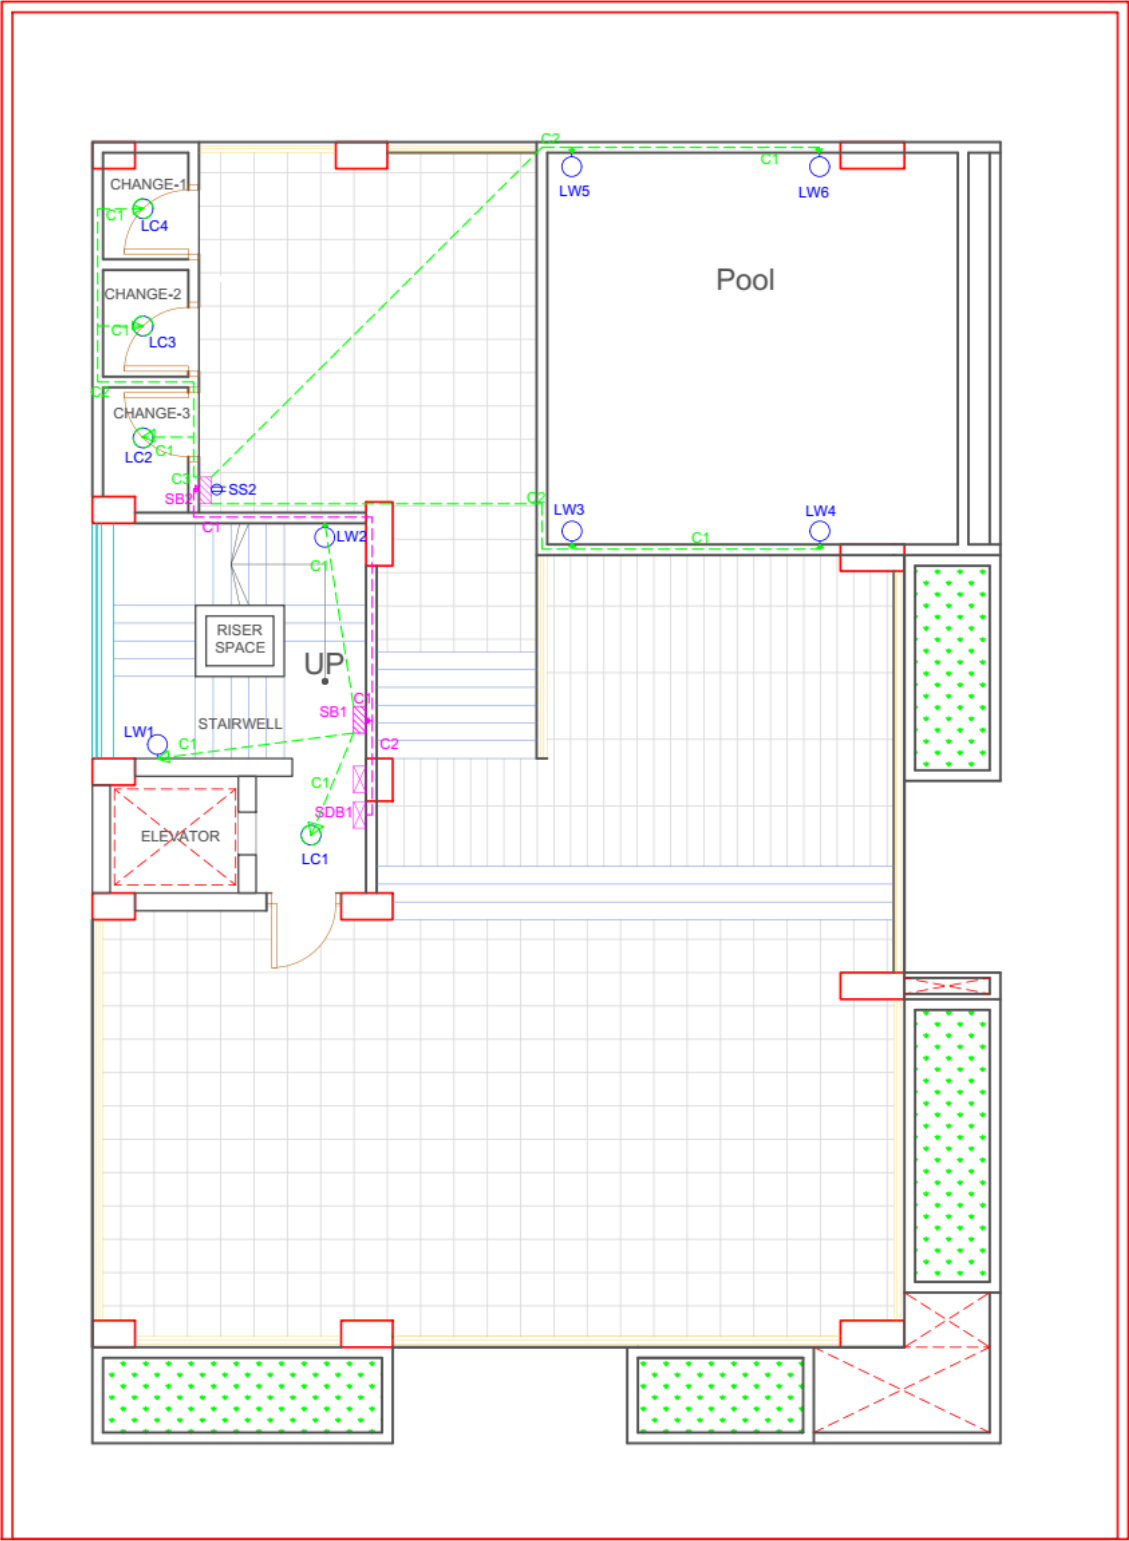 C2
C1
LW5
LW6
CHANGE-1
C1
LC4
Pool
CHANGE-2
C1
LC3
C2
CHANGE-3
C1
LC2
C3
SS2
SB2
C2
LW3
LW4
C1
C1
LW2
C1
RISER
SPACE
UP
C1
SB1
STAIRWELL
LW1
C1
C2
C1
SDB1
ELEVATOR
LC1